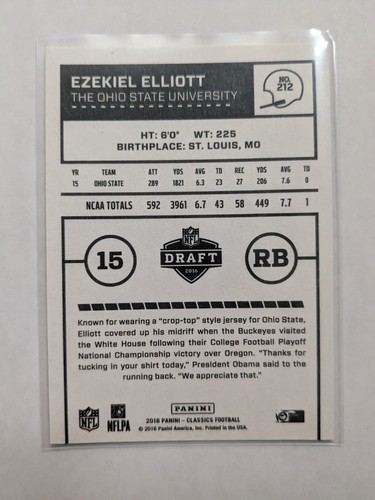 EZEKIEL ELLIOTT
THE OHIO STATE UNIVERSITY
NO.
212
HT: 6'0" WT: 225
BIRTHPLACE: ST. LOUIS, MO
YR TEAM ATT YDS AVG TD REC YDS AVG TD
15 OHIO STATE 289 1821 6.3 23 27 206 7.6 0
NCAA TOTALS 592 3961 6.7 43 58 449 7.7 1
15
NFL
DRAFT
2016
RB
Known for wearing a "crop-top" style jersey for Ohio State,
Elliott covered up his midriff when the Buckeyes visited
the White House following their College Football Playoff
National Championship victory over Oregon. "Thanks for
tucking in your shirt today," President Obama said to the
running back. "We appreciate that."
NFL
NFLPA
PANINI
2016 PANINI - CLASSICS FOOTBALL
© 2016 Panini America, Inc. Printed in the USA.